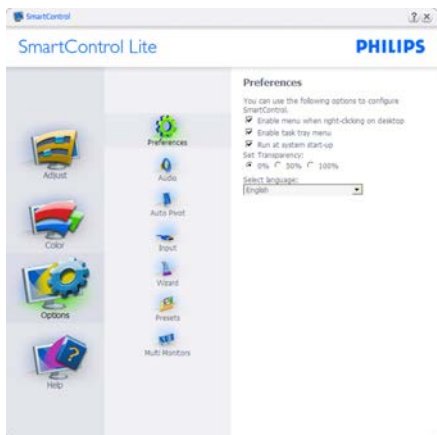 SmartControl
SmartControl Lite
PHILIPS
Adjust
Color
Options
Help
Preferences
Audio
Auto Pivot
Input
Wizard
Presets
Multi Monitors
Preferences
You can use the following options to configure
SmartControl.
Enable menu when right-clicking on desktop
Enable task tray menu
Run at system start-up
Set Transparency:
0% 50% 100%
Select language:
English